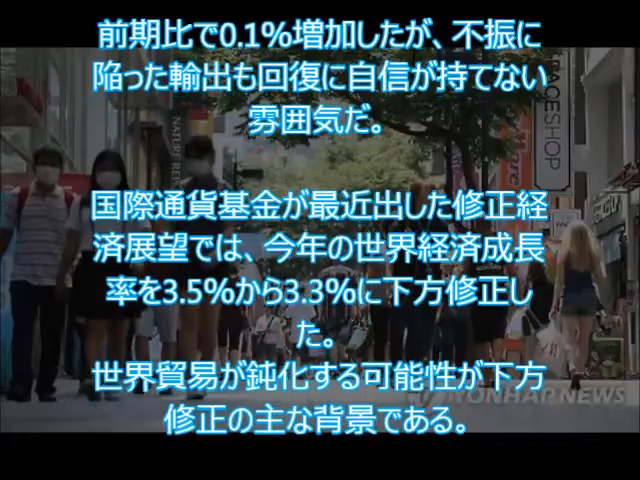 前期比で0.1%増加したが、不振に
陥った輸出も回復に自信が持てない
雰囲気だ。
国際通貨基金が最近出した修正経
済展望では、今年の世界経済成長
率を3.5%から3.3%に下方修正し
た。
世界貿易が鈍化する可能性が下方
修正の主な背景である。
NATURE RE
FACESHOP
YONHAP NEWS